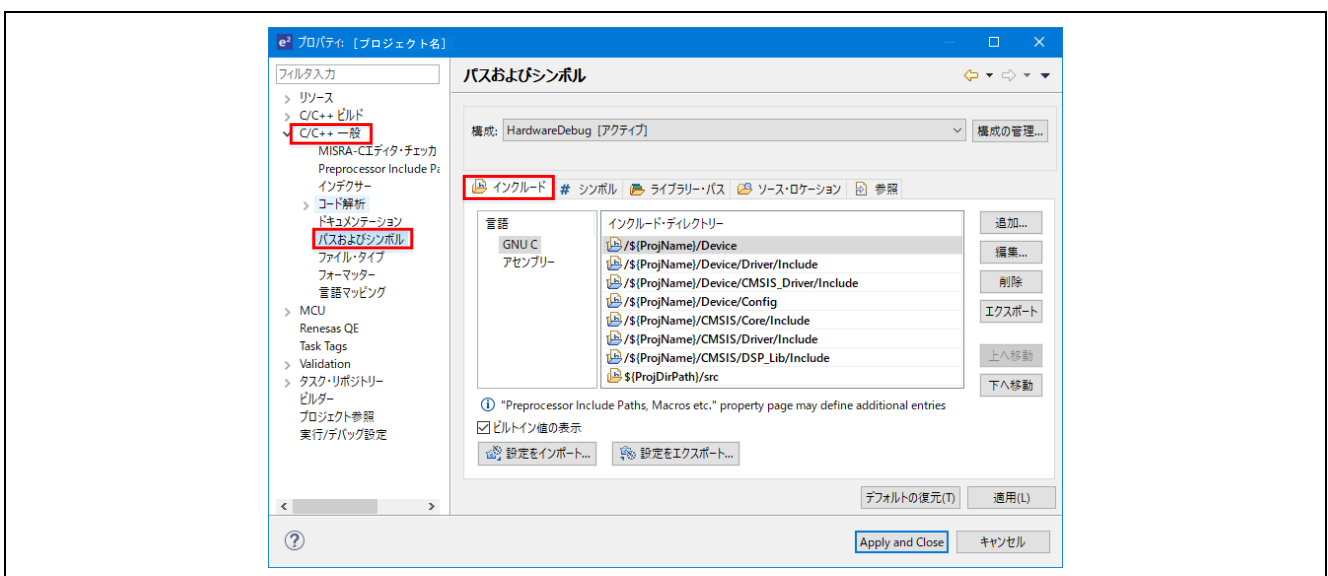 e² プロパティ: [プロジェクト名]
フィルタ入力
リソース
C/C++ ビルド
C/C++ 一般
MISRA-Cエディタ・チェッカ
Preprocessor Include Pa
インデクサー
コード解析
ドキュメンテーション
パスおよびシンボル
ファイル・タイプ
フォーマッター
言語マッピング
MCU
Renesas QE
Task Tags
Validation
タスク・リポジトリー
ビルダー
プロジェクト参照
実行/デバッグ設定
パスおよびシンボル
構成: HardwareDebug [アクティブ] 構成の管理...
インクルード # シンボル ライブラリー・パス ソース・ロケーション 参照
言語
GNU C
アセンブリー
インクルード・ディレクトリー
/${ProjName}/Device
/${ProjName}/Device/Driver/Include
/${ProjName}/Device/CMSIS_Driver/Include
/${ProjName}/Device/Config
/${ProjName}/CMSIS/Core/Include
/${ProjName}/CMSIS/Driver/Include
/${ProjName}/CMSIS/DSP_Lib/Include
${ProjDirPath}/src
追加...
編集...
削除
エクスポート
上へ移動
下へ移動
"Preprocessor Include Paths, Macros etc." property page may define additional entries
ビルトイン値の表示
設定をインポート... 設定をエクスポート...
デフォルトの復元(T) 適用(L)
Apply and Close キャンセル